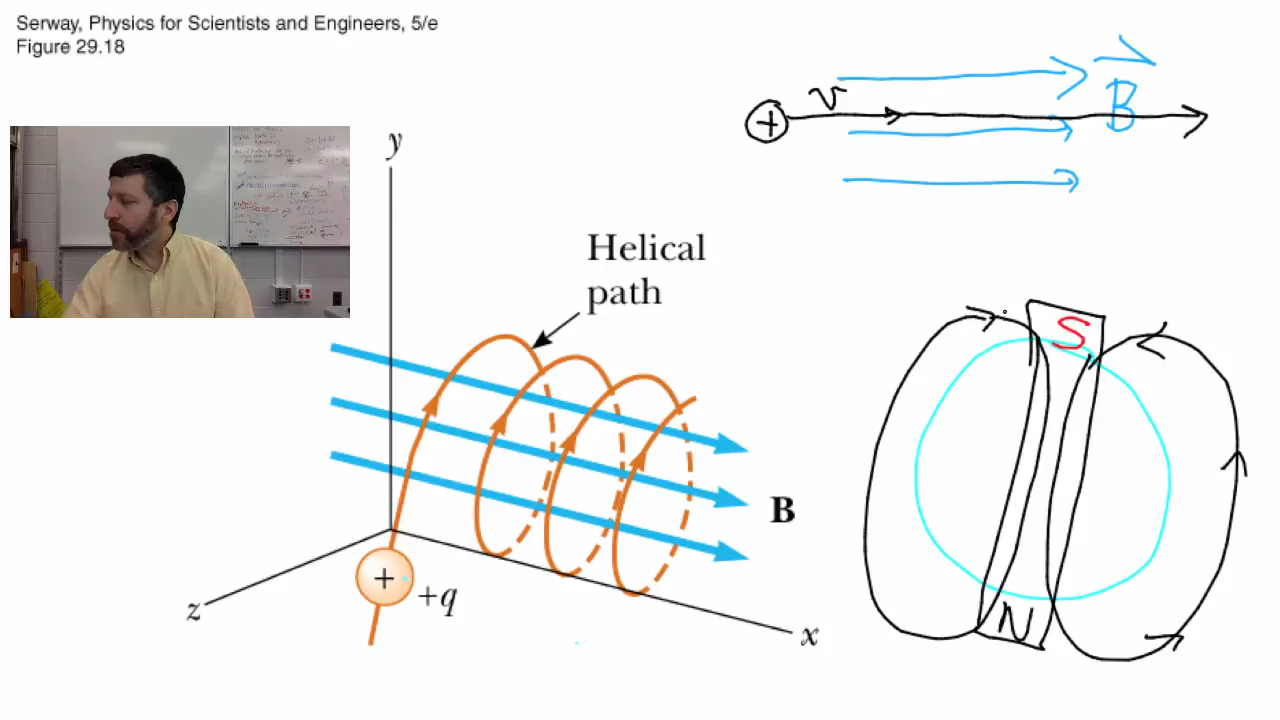 Serway, Physics for Scientists and Engineers, 5/e
Figure 29.18
v
B
+
y
Helical
path
S
B
+
+q
z
x
N